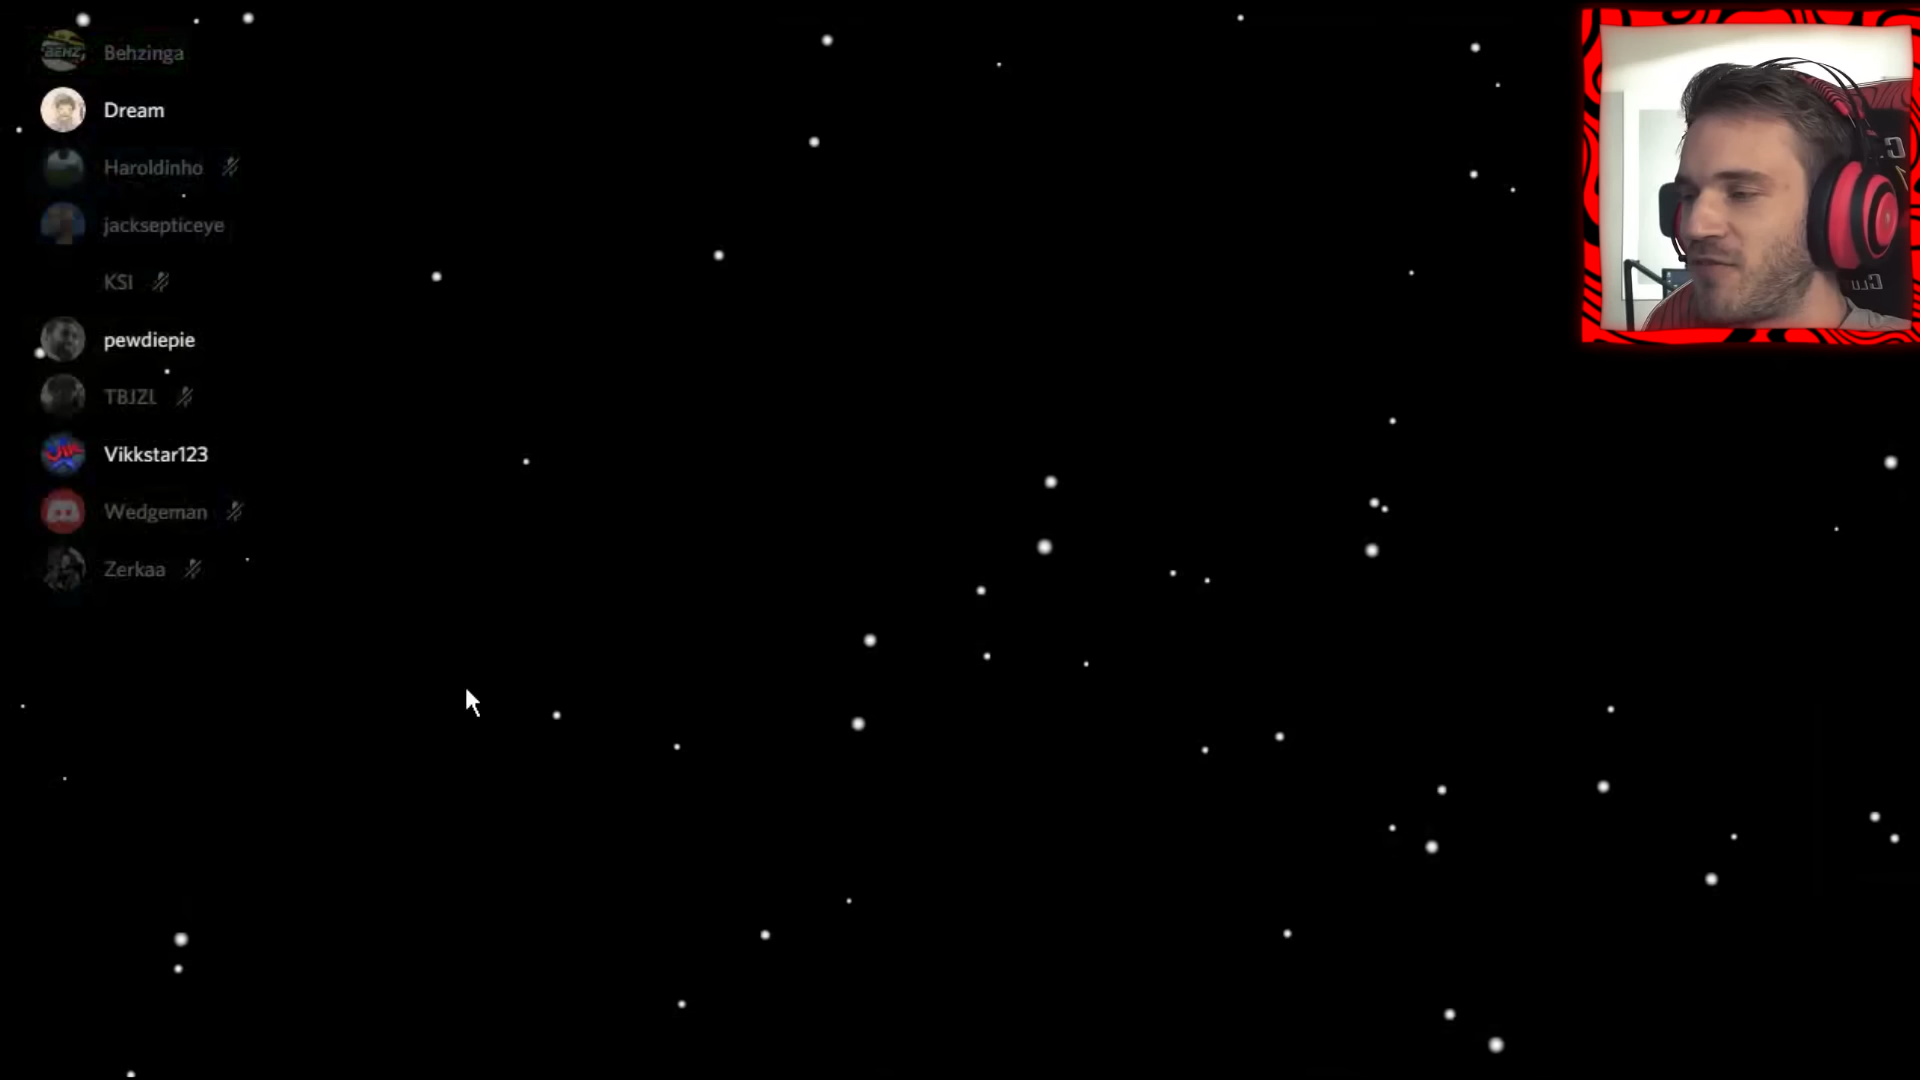 Behzinga
Dream
Haroldinho
jacksepticeye
KSI
pewdiepie
TBJZL
Vikkstar123
Wedgeman
Zerkaa